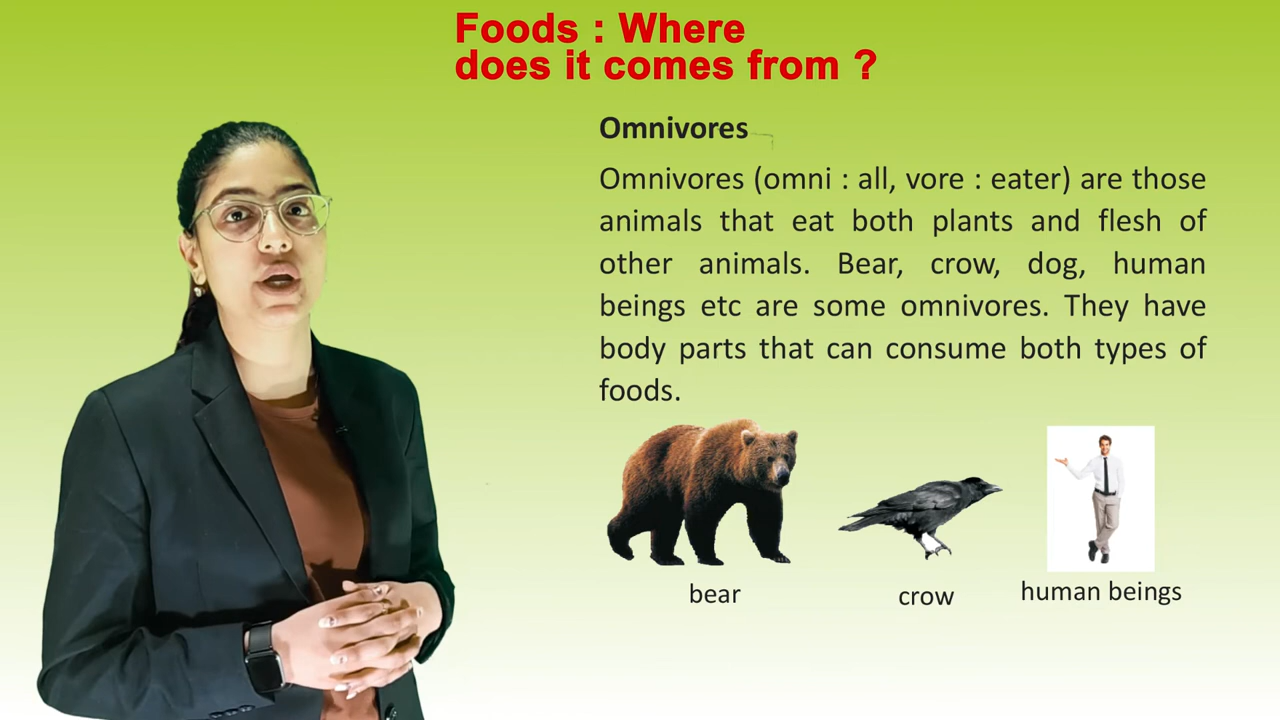 Foods : Where
does it comes from ?
Omnivores
Omnivores (omni : all, vore : eater) are those
animals that eat both plants and flesh of
other animals. Bear, crow, dog, human
beings etc are some omnivores. They have
body parts that can consume both types of
foods.
bear
crow
human beings